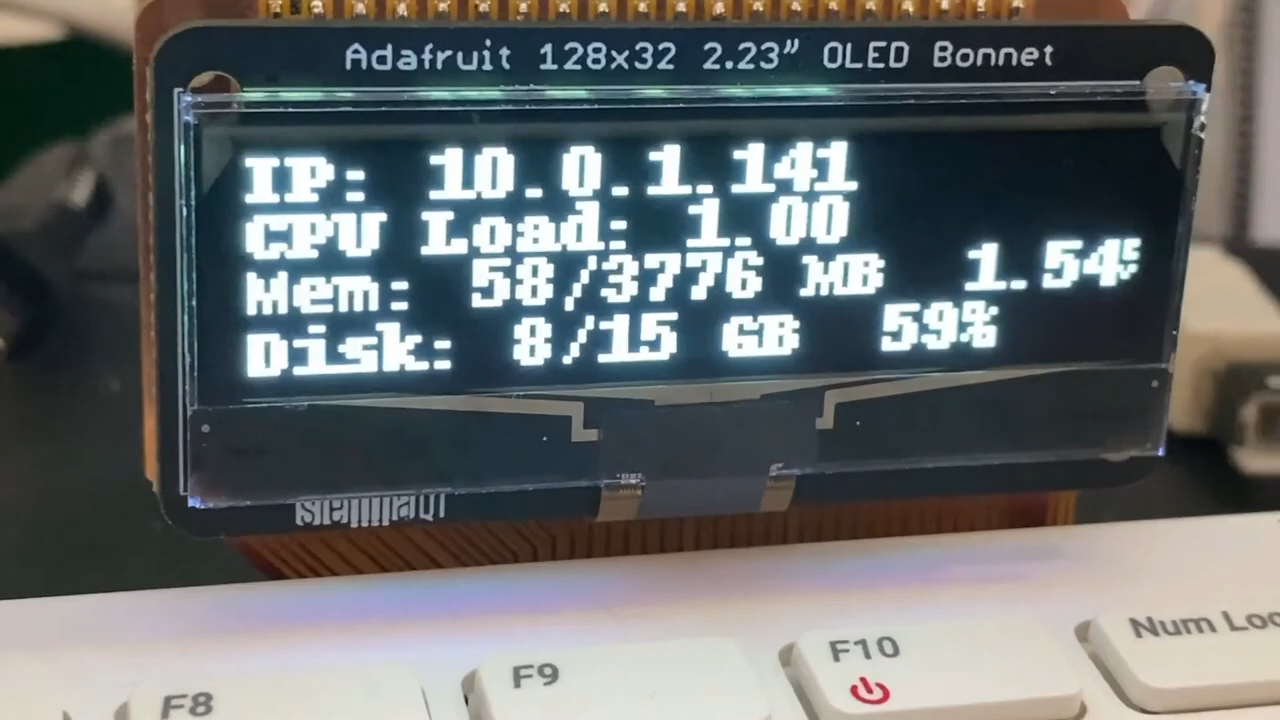 Adafruit 128x32 2.23" OLED Bonnet
IP: 10.0.1.141
CPU Load: 1.00
Mem: 58/3776 MB 1.54
Disk: 8/15 GB 59%
F8
F9
F10
Num